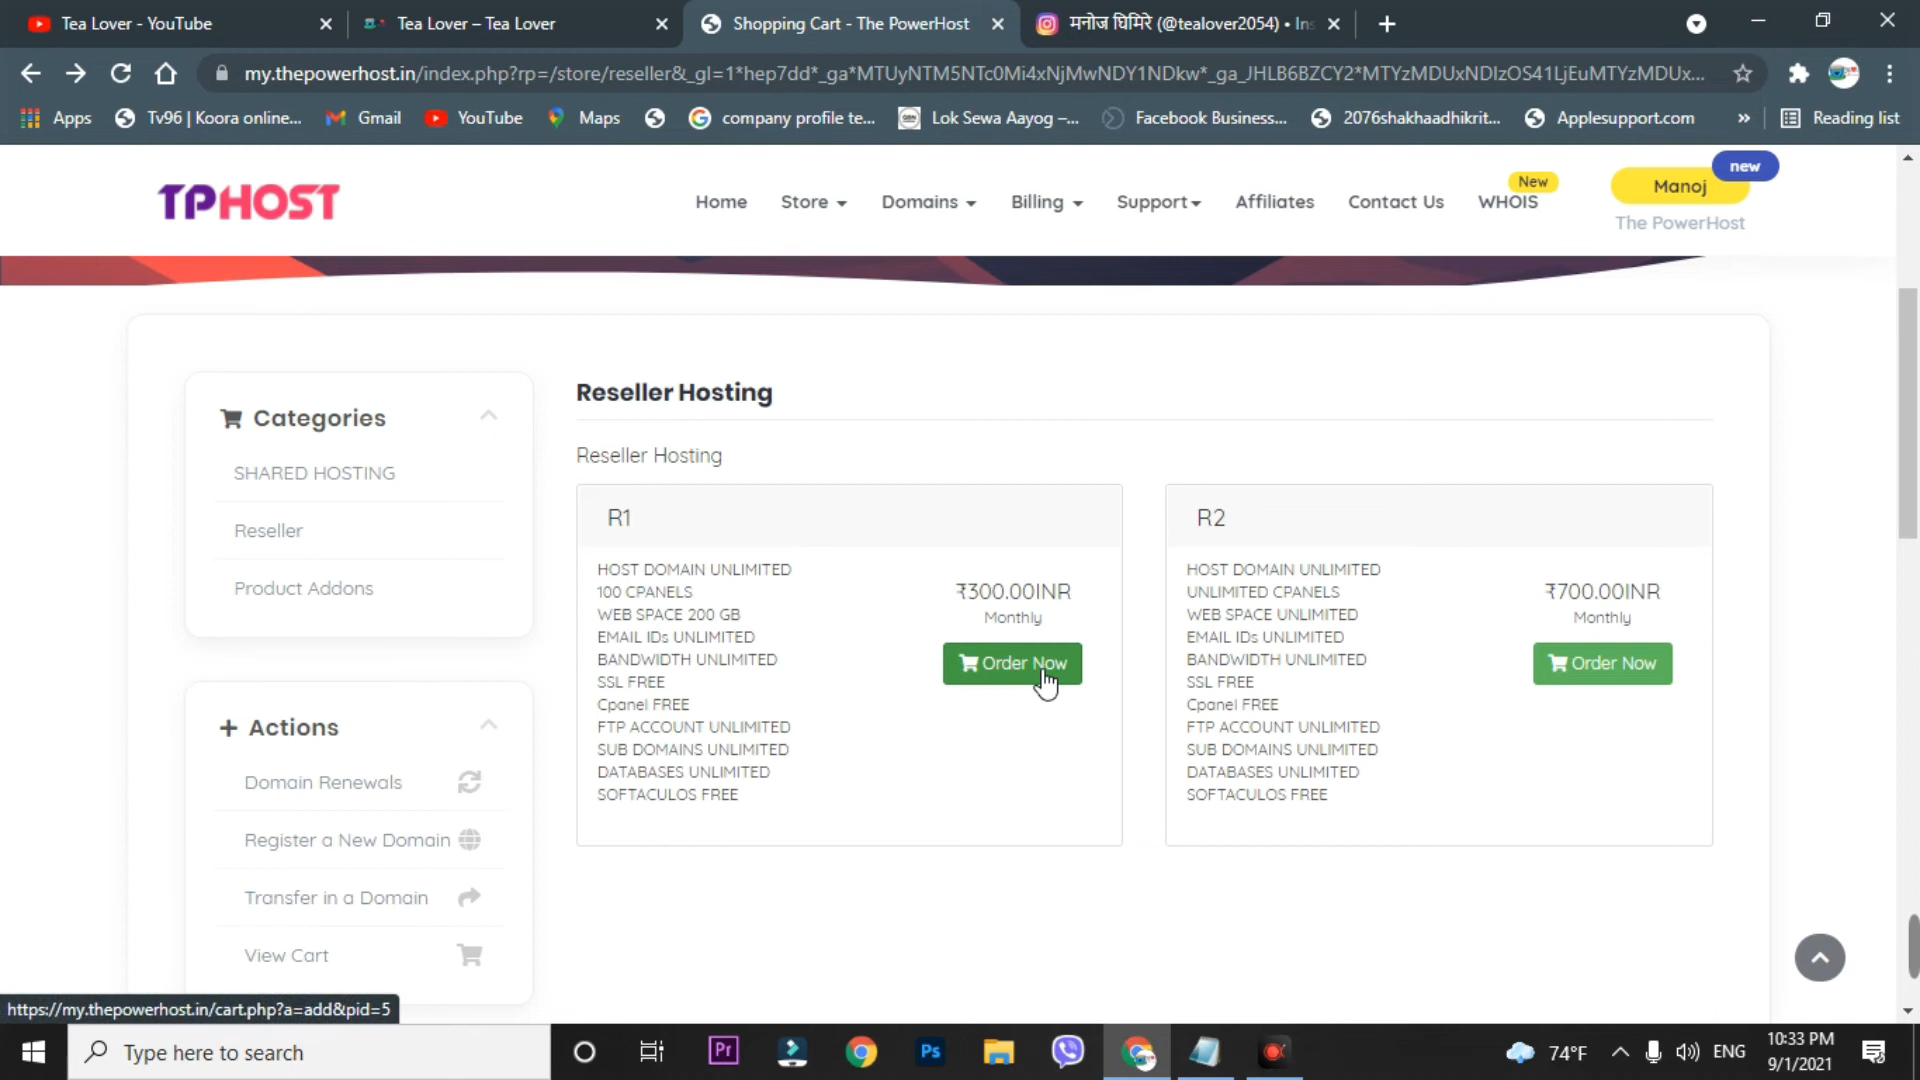 Tea Lover - YouTube
Tea Lover – Tea Lover
Shopping Cart - The PowerHost
मनोज घिमिरे (@tealover2054) • Ins
my.thepowerhost.in/index.php?rp=/store/reseller&_gl=1*hep7dd*_ga*MTUyNTM5NTc0Mi4xNjMwNDY1NDkw*_ga_JHLB6BZCY2*MTYzMDUxNDIzOS41LjEuMTYzMDUx...
Apps
Tv96 | Koora online...
Gmail
YouTube
Maps
company profile te...
Lok Sewa Aayog –...
Facebook Business...
2076shakhaadhikrit...
Applesupport.com
»
Reading list
TPHOST
Home
Store
Domains
Billing
Support
Affiliates
Contact Us
New
WHOIS
new
Manoj
The PowerHost
Categories
SHARED HOSTING
Reseller
Product Addons
Actions
Domain Renewals
Register a New Domain
Transfer in a Domain
View Cart
Reseller Hosting
Reseller Hosting
R1
HOST DOMAIN UNLIMITED
100 CPANELS
WEB SPACE 200 GB
EMAIL IDs UNLIMITED
BANDWIDTH UNLIMITED
SSL FREE
Cpanel FREE
FTP ACCOUNT UNLIMITED
SUB DOMAINS UNLIMITED
DATABASES UNLIMITED
SOFTACULOS FREE
₹300.00INR
Monthly
Order Now
R2
HOST DOMAIN UNLIMITED
UNLIMITED CPANELS
WEB SPACE UNLIMITED
EMAIL IDs UNLIMITED
BANDWIDTH UNLIMITED
SSL FREE
Cpanel FREE
FTP ACCOUNT UNLIMITED
SUB DOMAINS UNLIMITED
DATABASES UNLIMITED
SOFTACULOS FREE
₹700.00INR
Monthly
Order Now
https://my.thepowerhost.in/cart.php?a=add&pid=5
Type here to search
Pr
Ps
74°F
ENG
10:33 PM
9/1/2021